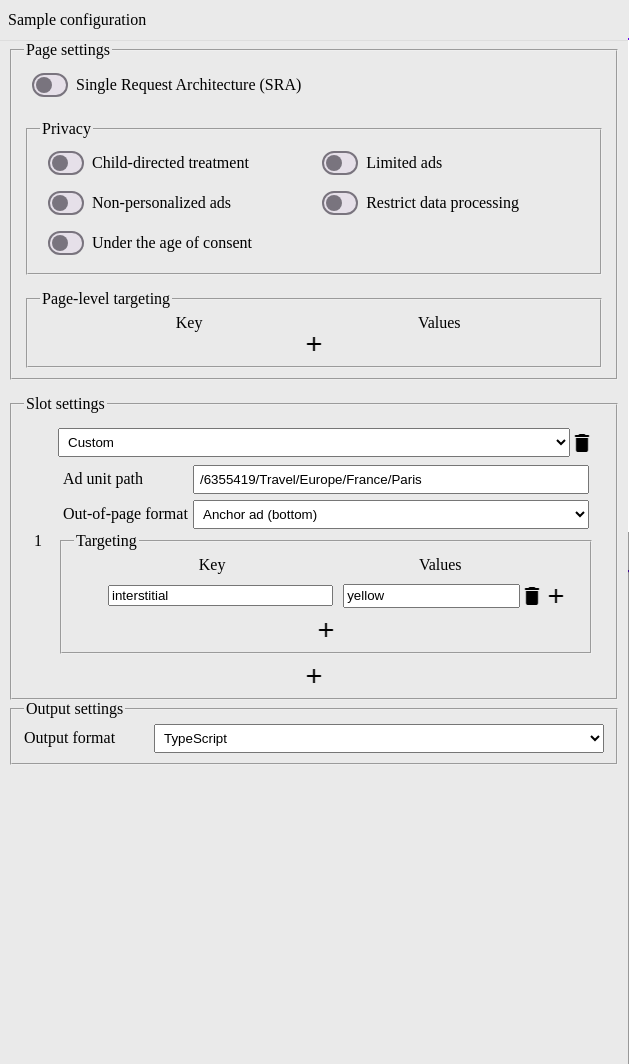 Sample configuration
Page settings
Single Request Architecture (SRA)
Privacy
Child-directed treatment
Limited ads
Non-personalized ads
Restrict data processing
Under the age of consent
Page-level targeting
Key Values
+
Slot settings
Custom
Ad unit path /6355419/Travel/Europe/France/Paris
Out-of-page format Anchor ad (bottom)
1
Targeting
Key Values
interstitial yellow +
+
+
Output settings
Output format TypeScript